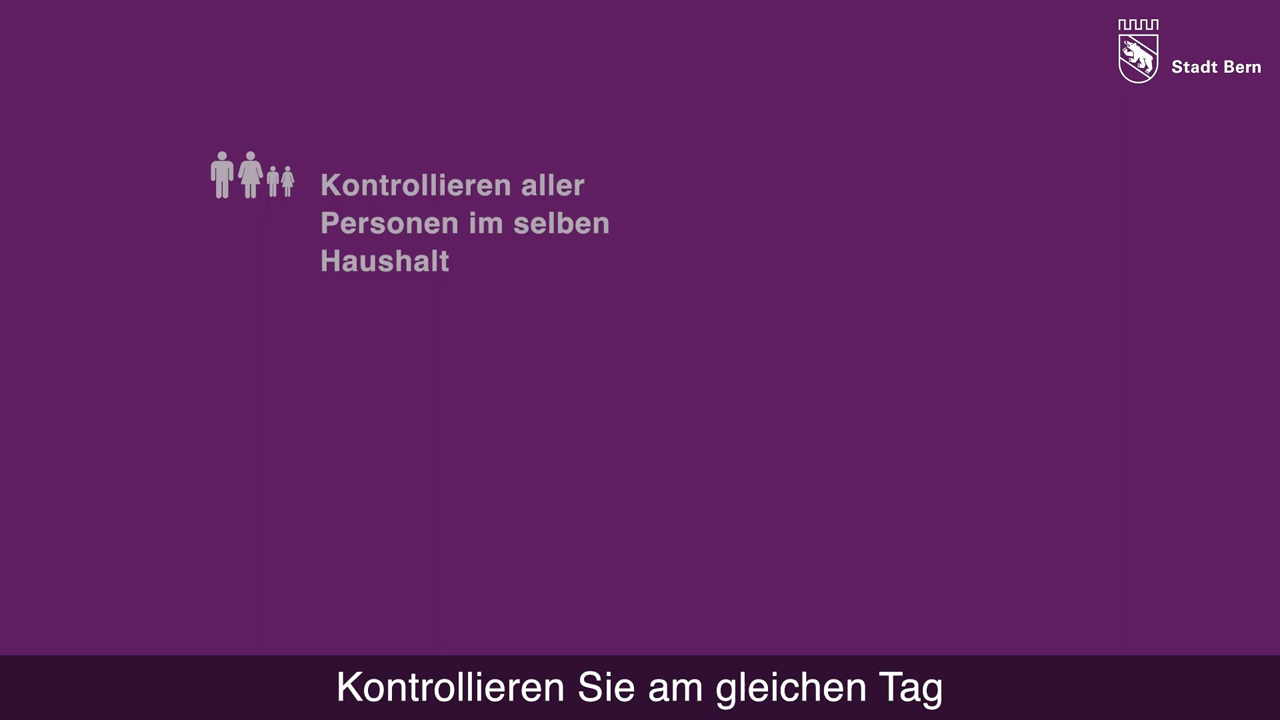 Stadt Bern
Kontrollieren aller
Personen im selben
Haushalt
Kontrollieren Sie am gleichen Tag